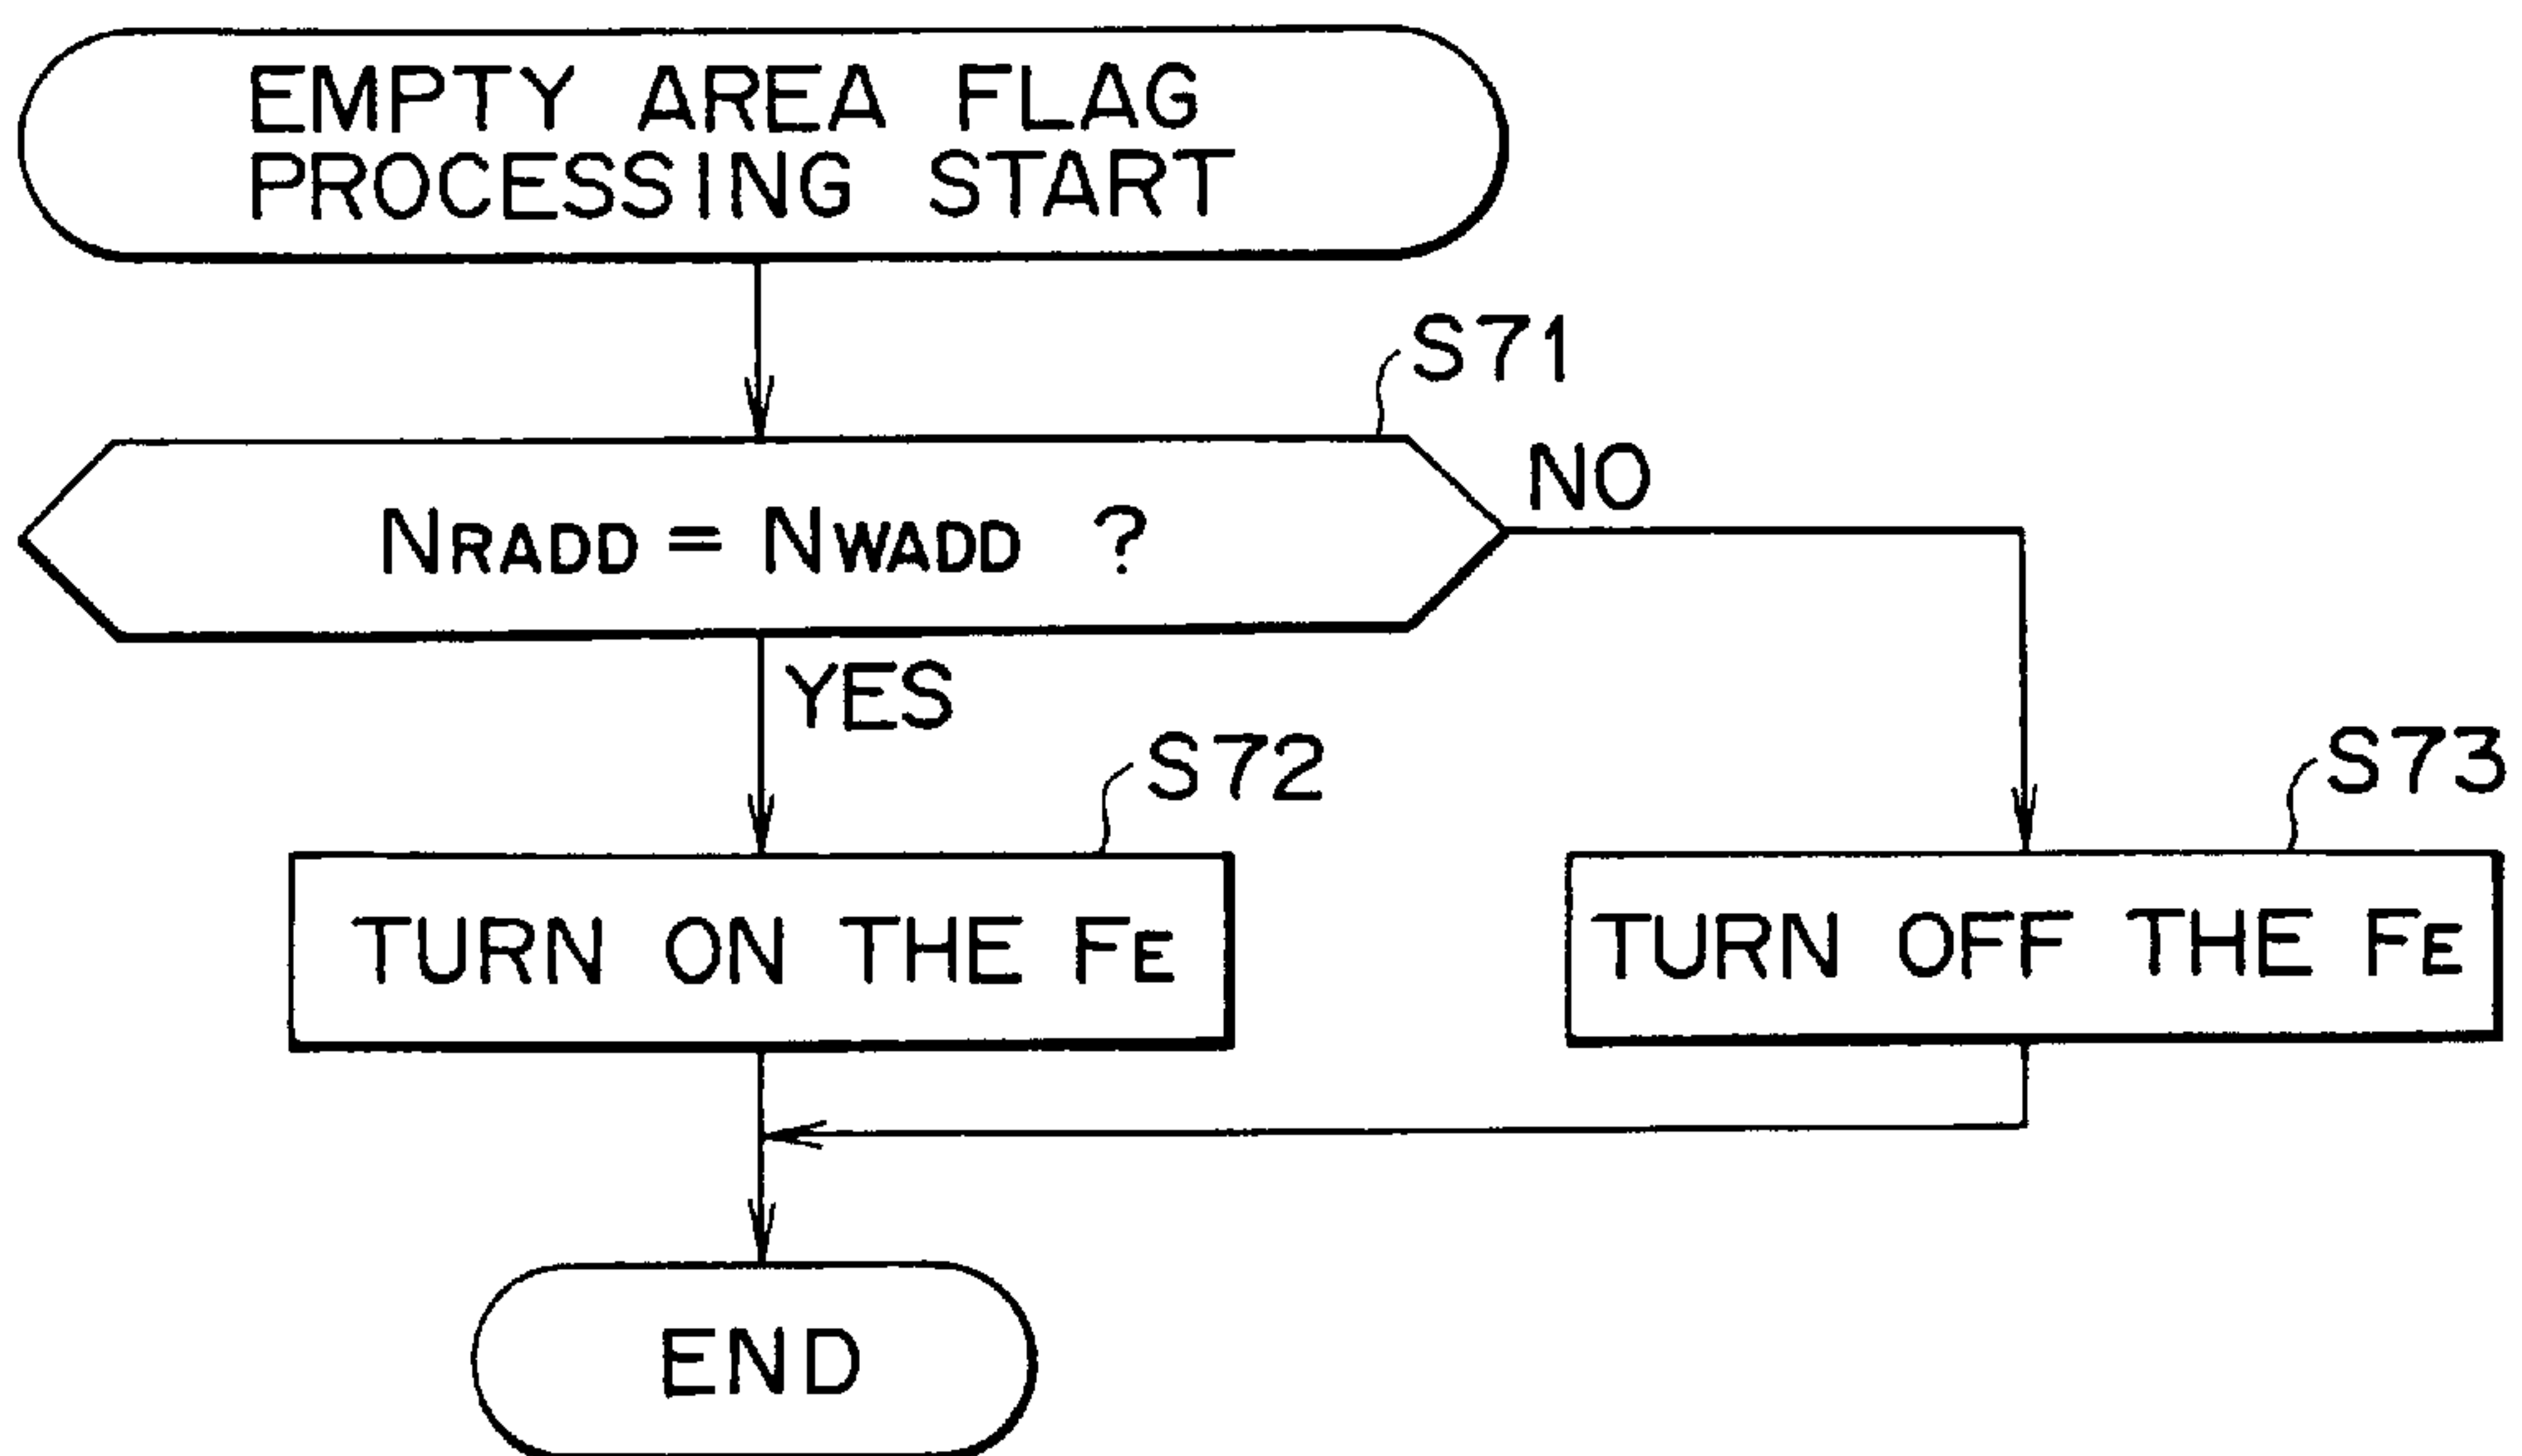 EMPTY AREA FLAG
PROCESSING START
S71
NRADD = NWADD ?
NO
YES
S72
S73
TURN ON THE FE
TURN OFF THE FE
END